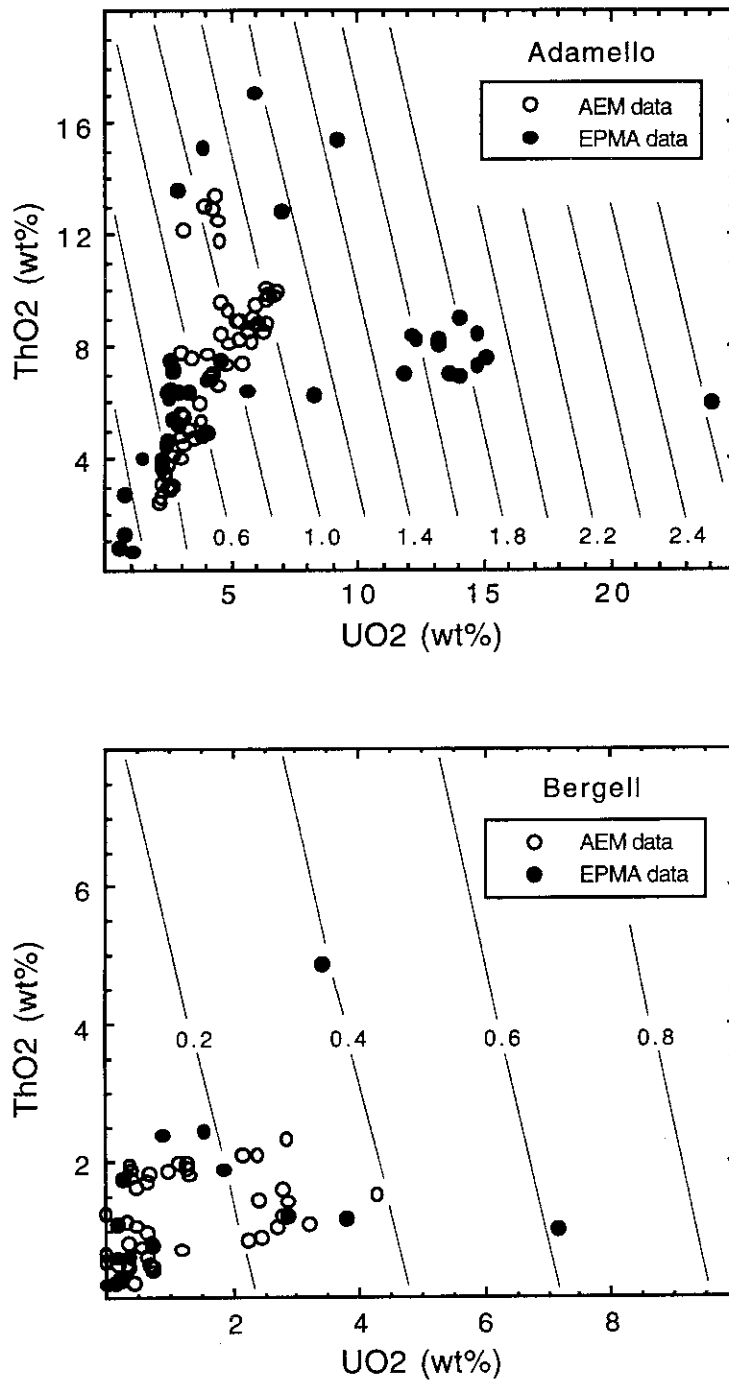 Adamello
AEM data
EPMA data
16
12
8
4
ThO2 (wt%)
0.6
1.0
1.4
1.8
2.2
2.4
5
10
15
20
UO2 (wt%)
Bergell
AEM data
EPMA data
6
4
2
ThO2 (wt%)
0.2
0.4
0.6
0.8
2
4
6
8
UO2 (wt%)